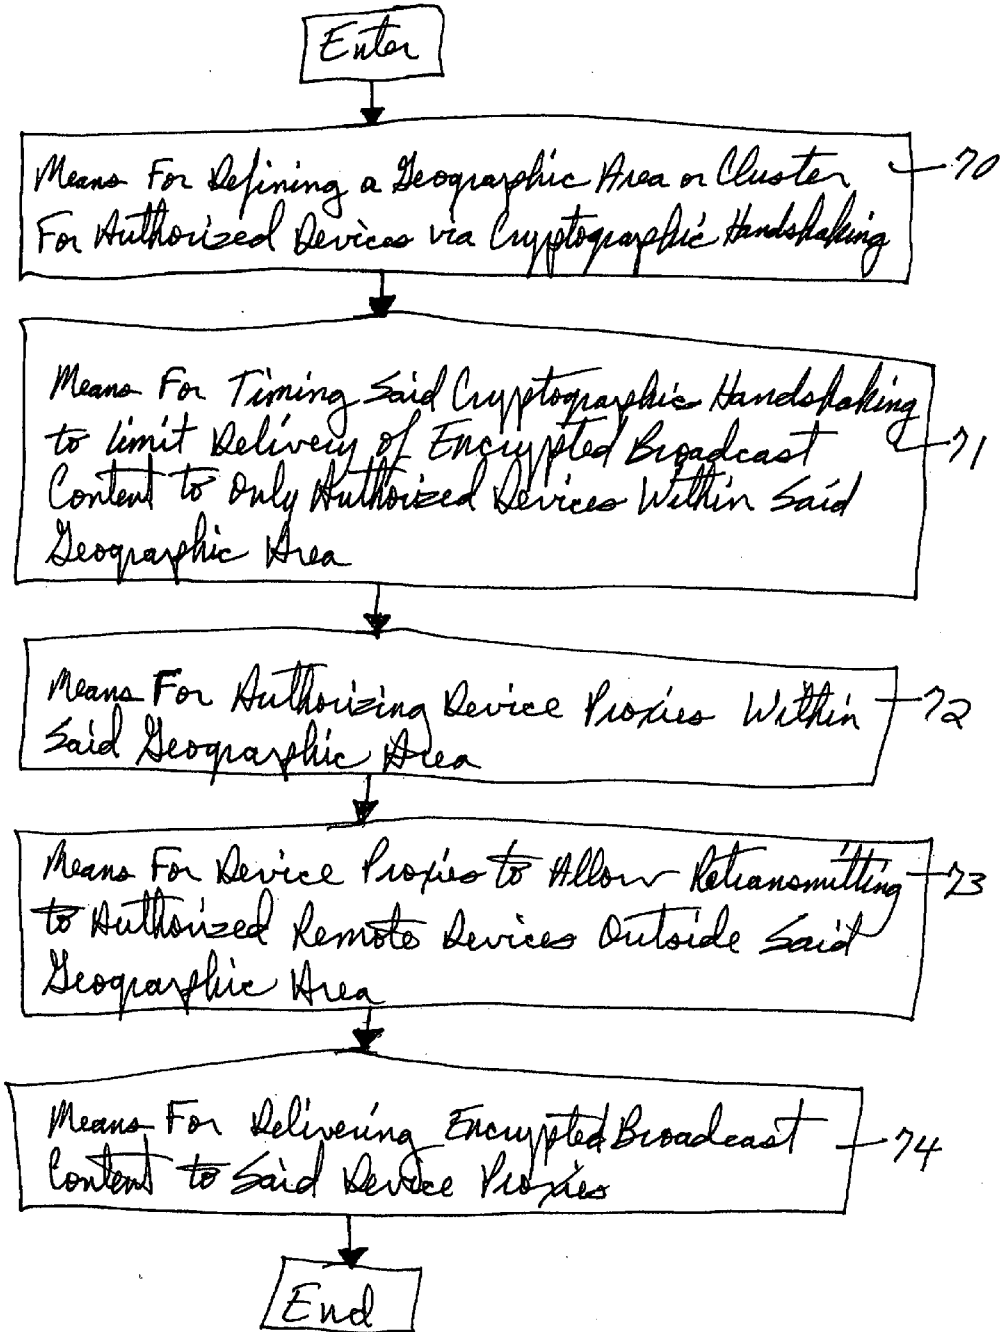 Enter
Means For Defining a Geographic Area or Cluster 70
For Authorized Devices via Cryptographic Handshaking
Means For Timing Said Cryptographic Handshaking
to Limit Delivery of Encrypted Broadcast 71
Content to Only Authorized Devices Within Said
Geographic Area
Means For Authorizing Device Proxies Within 72
Said Geographic Area
Means For Device Proxies to Allow Retransmitting 73
to Authorized Remote Devices Outside Said
Geographic Area
Means For Delivering Encrypted Broadcast 74
Content to Said Device Proxies
End